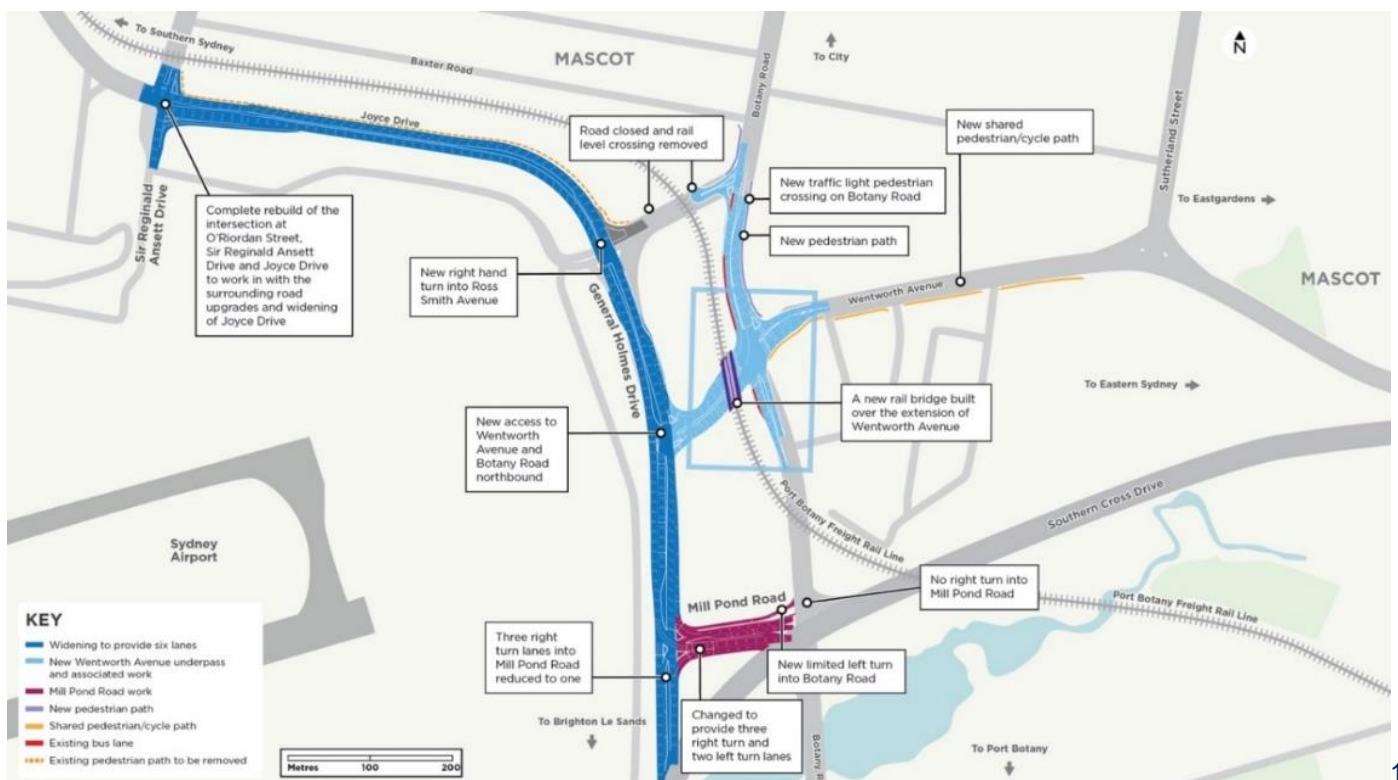 To Southern Sydney
Baxter Road
MASCOT
Botany Road
To City
N
Sutherland Street
Joyce Drive
Road closed and rail
level crossing removed
New shared
pedestrian/cycle path
Sir Reginald
Ansett Drive
New traffic light pedestrian
crossing on Botany Road
To Eastgardens
Complete rebuild of the
intersection at
O'Riordan Street,
Sir Reginald Ansett
Drive and Joyce Drive
to work in with the
surrounding road
upgrades and widening
of Joyce Drive
New pedestrian path
New right hand
turn into Ross
Smith Avenue
General Holmes Drive
Wentworth Avenue
MASCOT
To Eastern Sydney
A new rail bridge built
over the extension of
Wentworth Avenue
New access to
Wentworth
Avenue and
Botany Road
northbound
Port Botany Freight Rail Line
Southern Cross Drive
Sydney
Airport
No right turn into
Mill Pond Road
Port Botany Freight Rail Line
Mill Pond Road
Three right
turn lanes into
Mill Pond Road
reduced to one
New limited left turn
into Botany Road
Changed to
provide three
right turn and
two left turn lanes
To Brighton Le Sands
To Port Botany
KEY
Widening to provide six lanes
New Wentworth Avenue underpass
and associated work
Mill Pond Road work
New pedestrian path
Shared pedestrian/cycle path
Existing bus lane
Existing pedestrian path to be removed
Metres 100 200
Botany
1